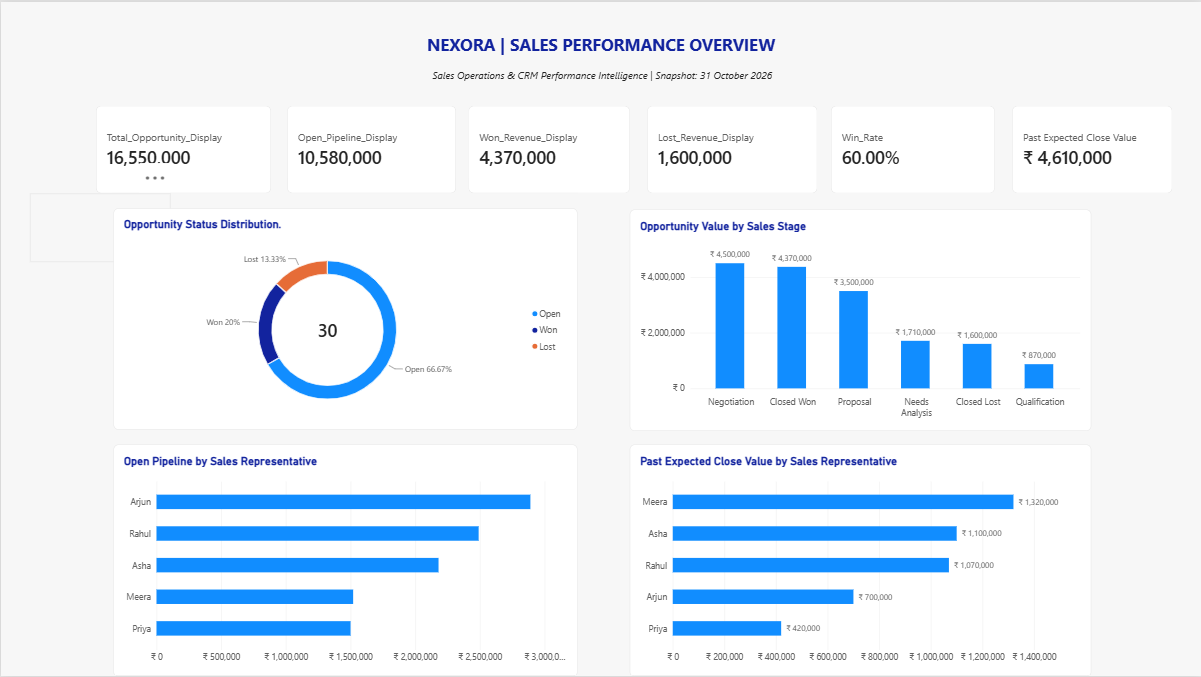 NEXORA | SALES PERFORMANCE OVERVIEW
Sales Operations & CRM Performance Intelligence | Snapshot: 31 October 2026
Total_Opportunity_Display
16,550,000
Open_Pipeline_Display
10,580,000
Won_Revenue_Display
4,370,000
Lost_Revenue_Display
1,600,000
Win_Rate
60.00%
Past Expected Close Value
₹ 4,610,000
Opportunity Status Distribution.
Lost 13.33%
Won 20%
30
Open 66.67%
Open
Won
Lost
Opportunity Value by Sales Stage
₹ 4,000,000
₹ 2,000,000
₹ 0
₹ 4,500,000
₹ 4,370,000
₹ 3,500,000
₹ 1,710,000
₹ 1,600,000
₹ 870,000
Negotiation
Closed Won
Proposal
Needs
Analysis
Closed Lost
Qualification
Open Pipeline by Sales Representative
Arjun
Rahul
Asha
Meera
Priya
₹ 0 ₹ 500,000 ₹ 1,000,000 ₹ 1,500,000 ₹ 2,000,000 ₹ 2,500,000 ₹ 3,000,0...
Past Expected Close Value by Sales Representative
Meera ₹ 1,320,000
Asha ₹ 1,100,000
Rahul ₹ 1,070,000
Arjun ₹ 700,000
Priya ₹ 420,000
₹ 0 ₹ 200,000 ₹ 400,000 ₹ 600,000 ₹ 800,000 ₹ 1,000,000 ₹ 1,200,000 ₹ 1,400,000